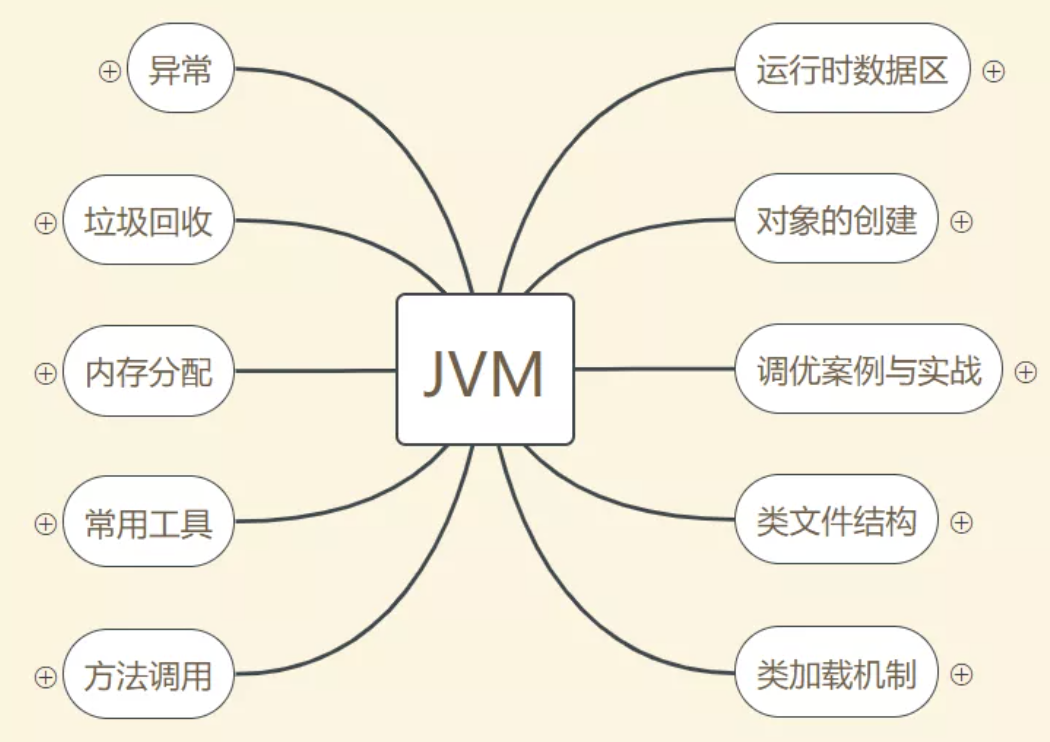 异常
运行时数据区
垃圾回收
对象的创建
JVM
内存分配
调优案例与实战
常用工具
类文件结构
方法调用
类加载机制